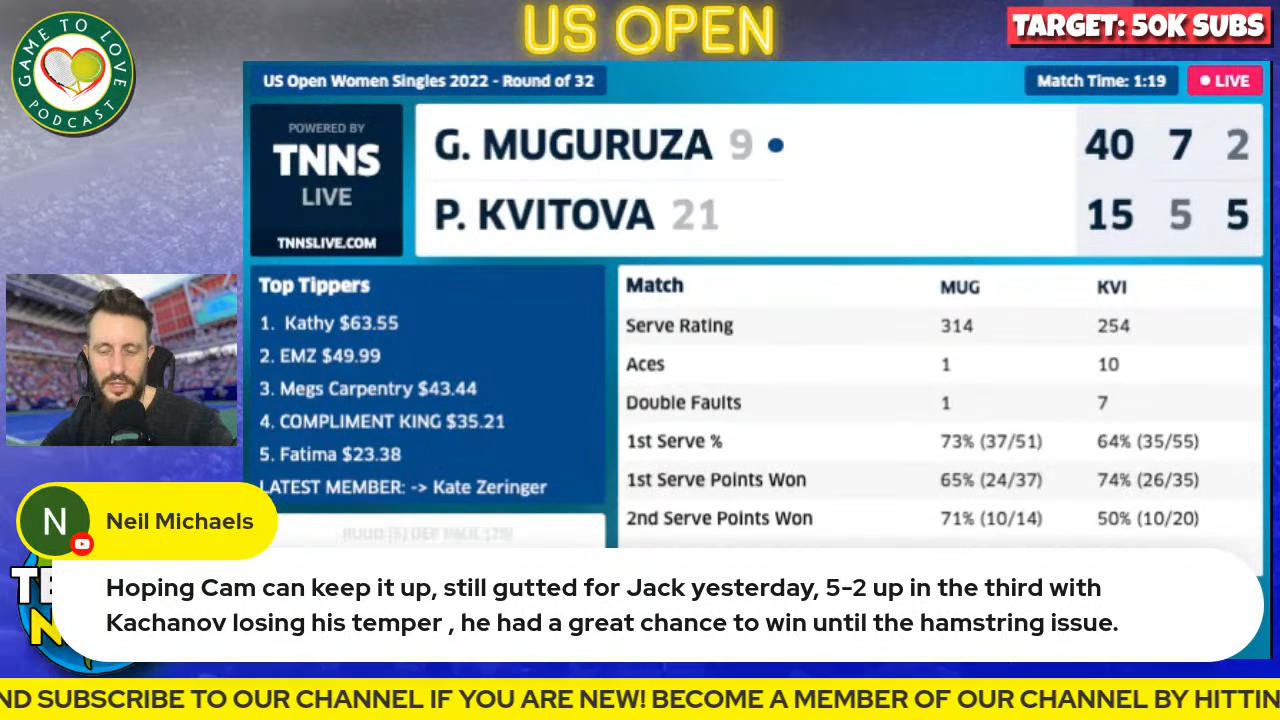 US OPEN
TARGET: 50K SUBS
GAME TO LOVE
PODCAST
US Open Women Singles 2022 - Round of 32
Match Time: 1:19
LIVE
POWERED BY
TNNS
LIVE
TNNSLIVE.COM
G. MUGURUZA 9 40 7 2
P. KVITOVA 21 15 5 5
Top Tippers
1. Kathy $63.55
2. EMZ $49.99
3. Megs Carpentry $43.44
4. COMPLIMENT KING $35.21
5. Fatima $23.38
LATEST MEMBER: -> Kate Zeringer
Match MUG KVI
Serve Rating 314 254
Aces 1 10
Double Faults 1 7
1st Serve % 73% (37/51) 64% (35/55)
1st Serve Points Won 65% (24/37) 74% (26/35)
2nd Serve Points Won 71% (10/14) 50% (10/20)
N
Neil Michaels
Hoping Cam can keep it up, still gutted for Jack yesterday, 5-2 up in the third with
Kachanov losing his temper , he had a great chance to win until the hamstring issue.
ND SUBSCRIBE TO OUR CHANNEL IF YOU ARE NEW! BECOME A MEMBER OF OUR CHANNEL BY HITTIN